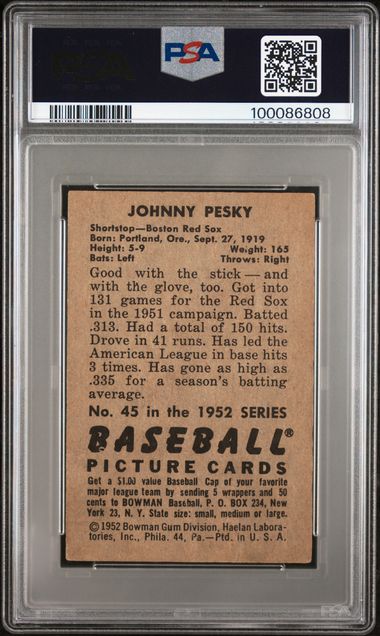 PSA
100086808
JOHNNY PESKY
Shortstop—Boston Red Sox
Born: Portland, Ore., Sept. 27, 1919
Height: 5-9 Weight: 165
Bats: Left Throws: Right
Good with the stick — and
with the glove, too. Got into
131 games for the Red Sox
in the 1951 campaign. Batted
.313. Had a total of 150 hits.
Drove in 41 runs. Has led the
American League in base hits
3 times. Has gone as high as
.335 for a season's batting
average.
No. 45 in the 1952 SERIES
BASEBALL®
PICTURE CARDS
Get a $1.00 value Baseball Cap of your favorite
major league team by sending 5 wrappers and 50
cents to BOWMAN Baseball, P. O. BOX 234, New
York 23, N. Y. State size: small, medium or large.
©1952 Bowman Gum Division, Haelan Labora-
tories, Inc., Phila. 44, Pa.—Ptd. in U. S. A.